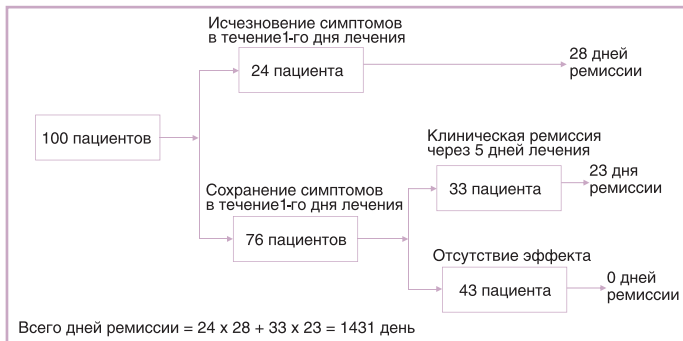 Исчезновение симптомов
в течение1-го дня лечения
24 пациента
28 дней
ремиссии
100 пациентов
Клиническая ремиссия
через 5 дней лечения
33 пациента
23 дня
ремиссии
Сохранение симптомов
в течение1-го дня лечения
76 пациентов
Отсутствие эффекта
43 пациента
0 дней
ремиссии
Всего дней ремиссии = 24 x 28 + 33 x 23 = 1431 день